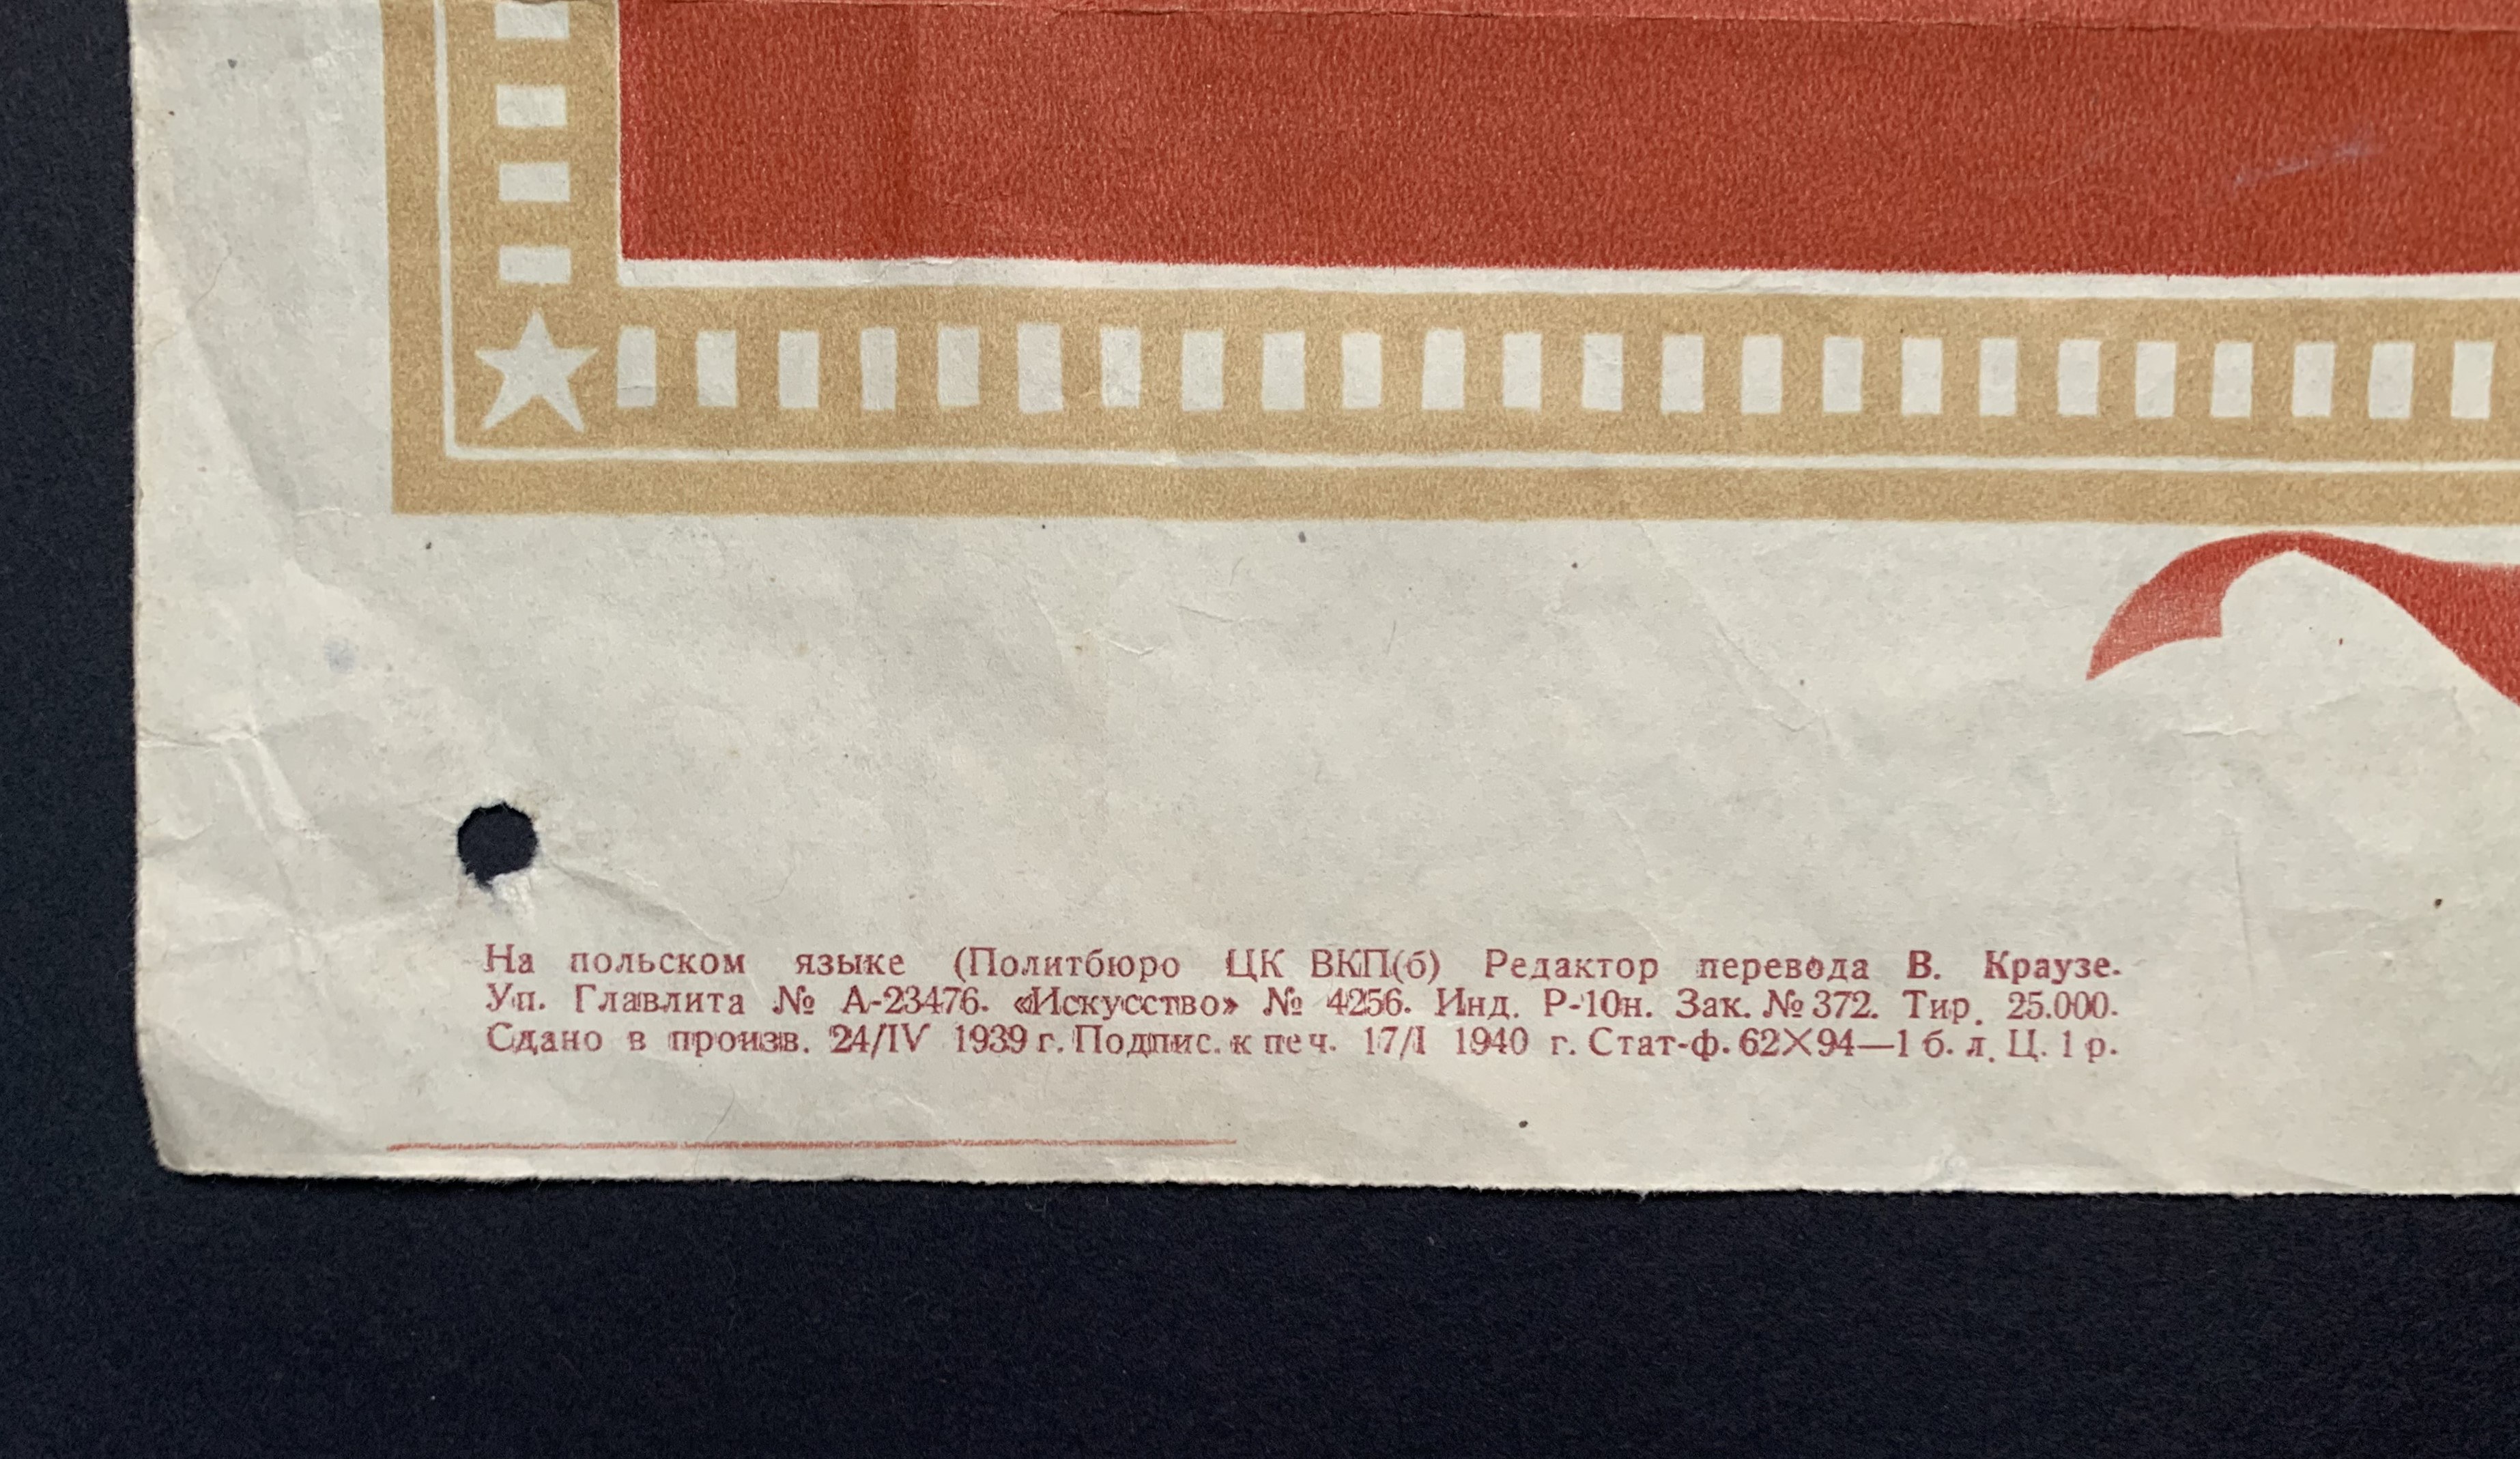 На польском языке (Политбюро ЦК ВКП(б) Редактор перевода В. Краузе.
Уп. Главлита № А-23476. «Искусство» № 4256. Инд. Р-10н. Зак. № 372. Тир. 25.000.
Сдано в произв. 24/IV 1939 г. Подпис. к печ. 17/I 1940 г. Стат-ф. 62×94—1 б. л. Ц. 1 р.